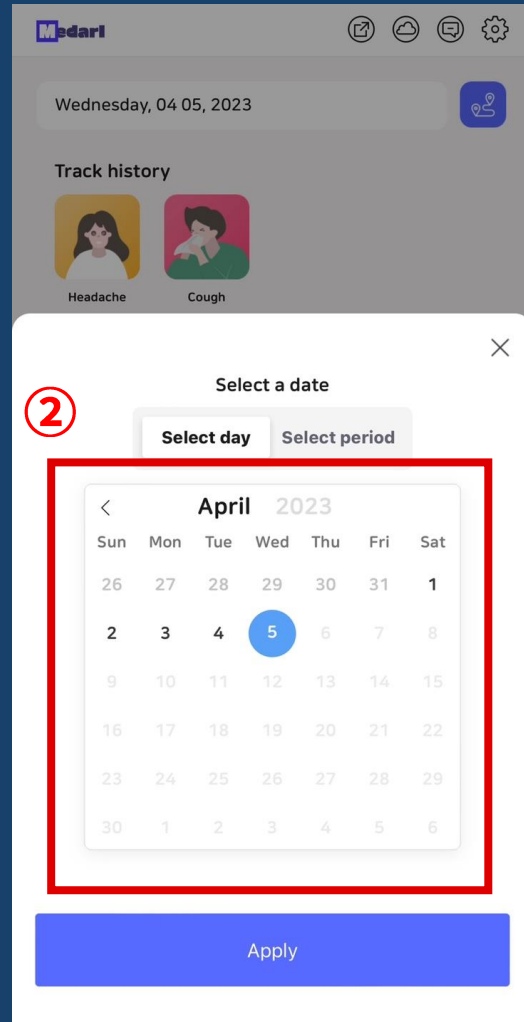 Medari
Wednesday, 04 05, 2023
Track history
Headache Cough
Select a date
②
Select day Select period
April 2023
Sun Mon Tue Wed Thu Fri Sat
26 27 28 29 30 31 1
2 3 4 5 6 7 8
9 10 11 12 13 14 15
16 17 18 19 20 21 22
23 24 25 26 27 28 29
30 1 2 3 4 5 6
Apply